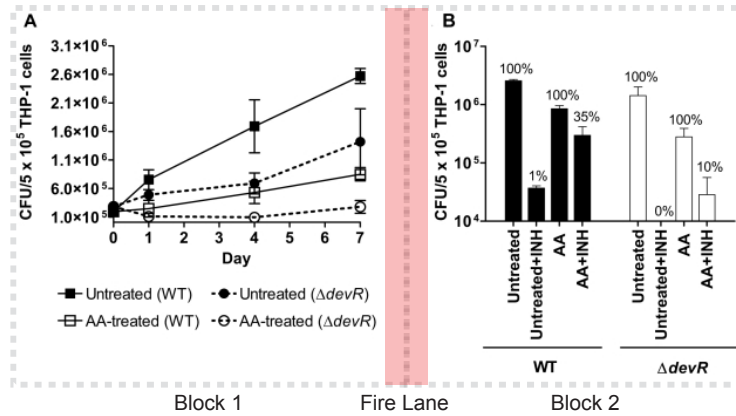 A
CFU/5 x 10⁵ THP-1 cells
3.1×10⁶
2.6×10⁶
2.1×10⁶
1.6×10⁶
1.1×10⁶
6.0×10⁵
1.0×10⁵
0 1 2 3 4 5 6 7
Day
Untreated (WT) Untreated (ΔdevR)
AA-treated (WT) AA-treated (ΔdevR)
B
CFU/5 x 10⁵ THP-1 cells
10⁷
10⁶
10⁵
10⁴
100%
1%
100%
35%
100%
0%
100%
10%
Untreated
Untreated+INH
AA
AA+INH
Untreated
Untreated+INH
AA
AA+INH
WT ΔdevR
Block 1 Fire Lane Block 2